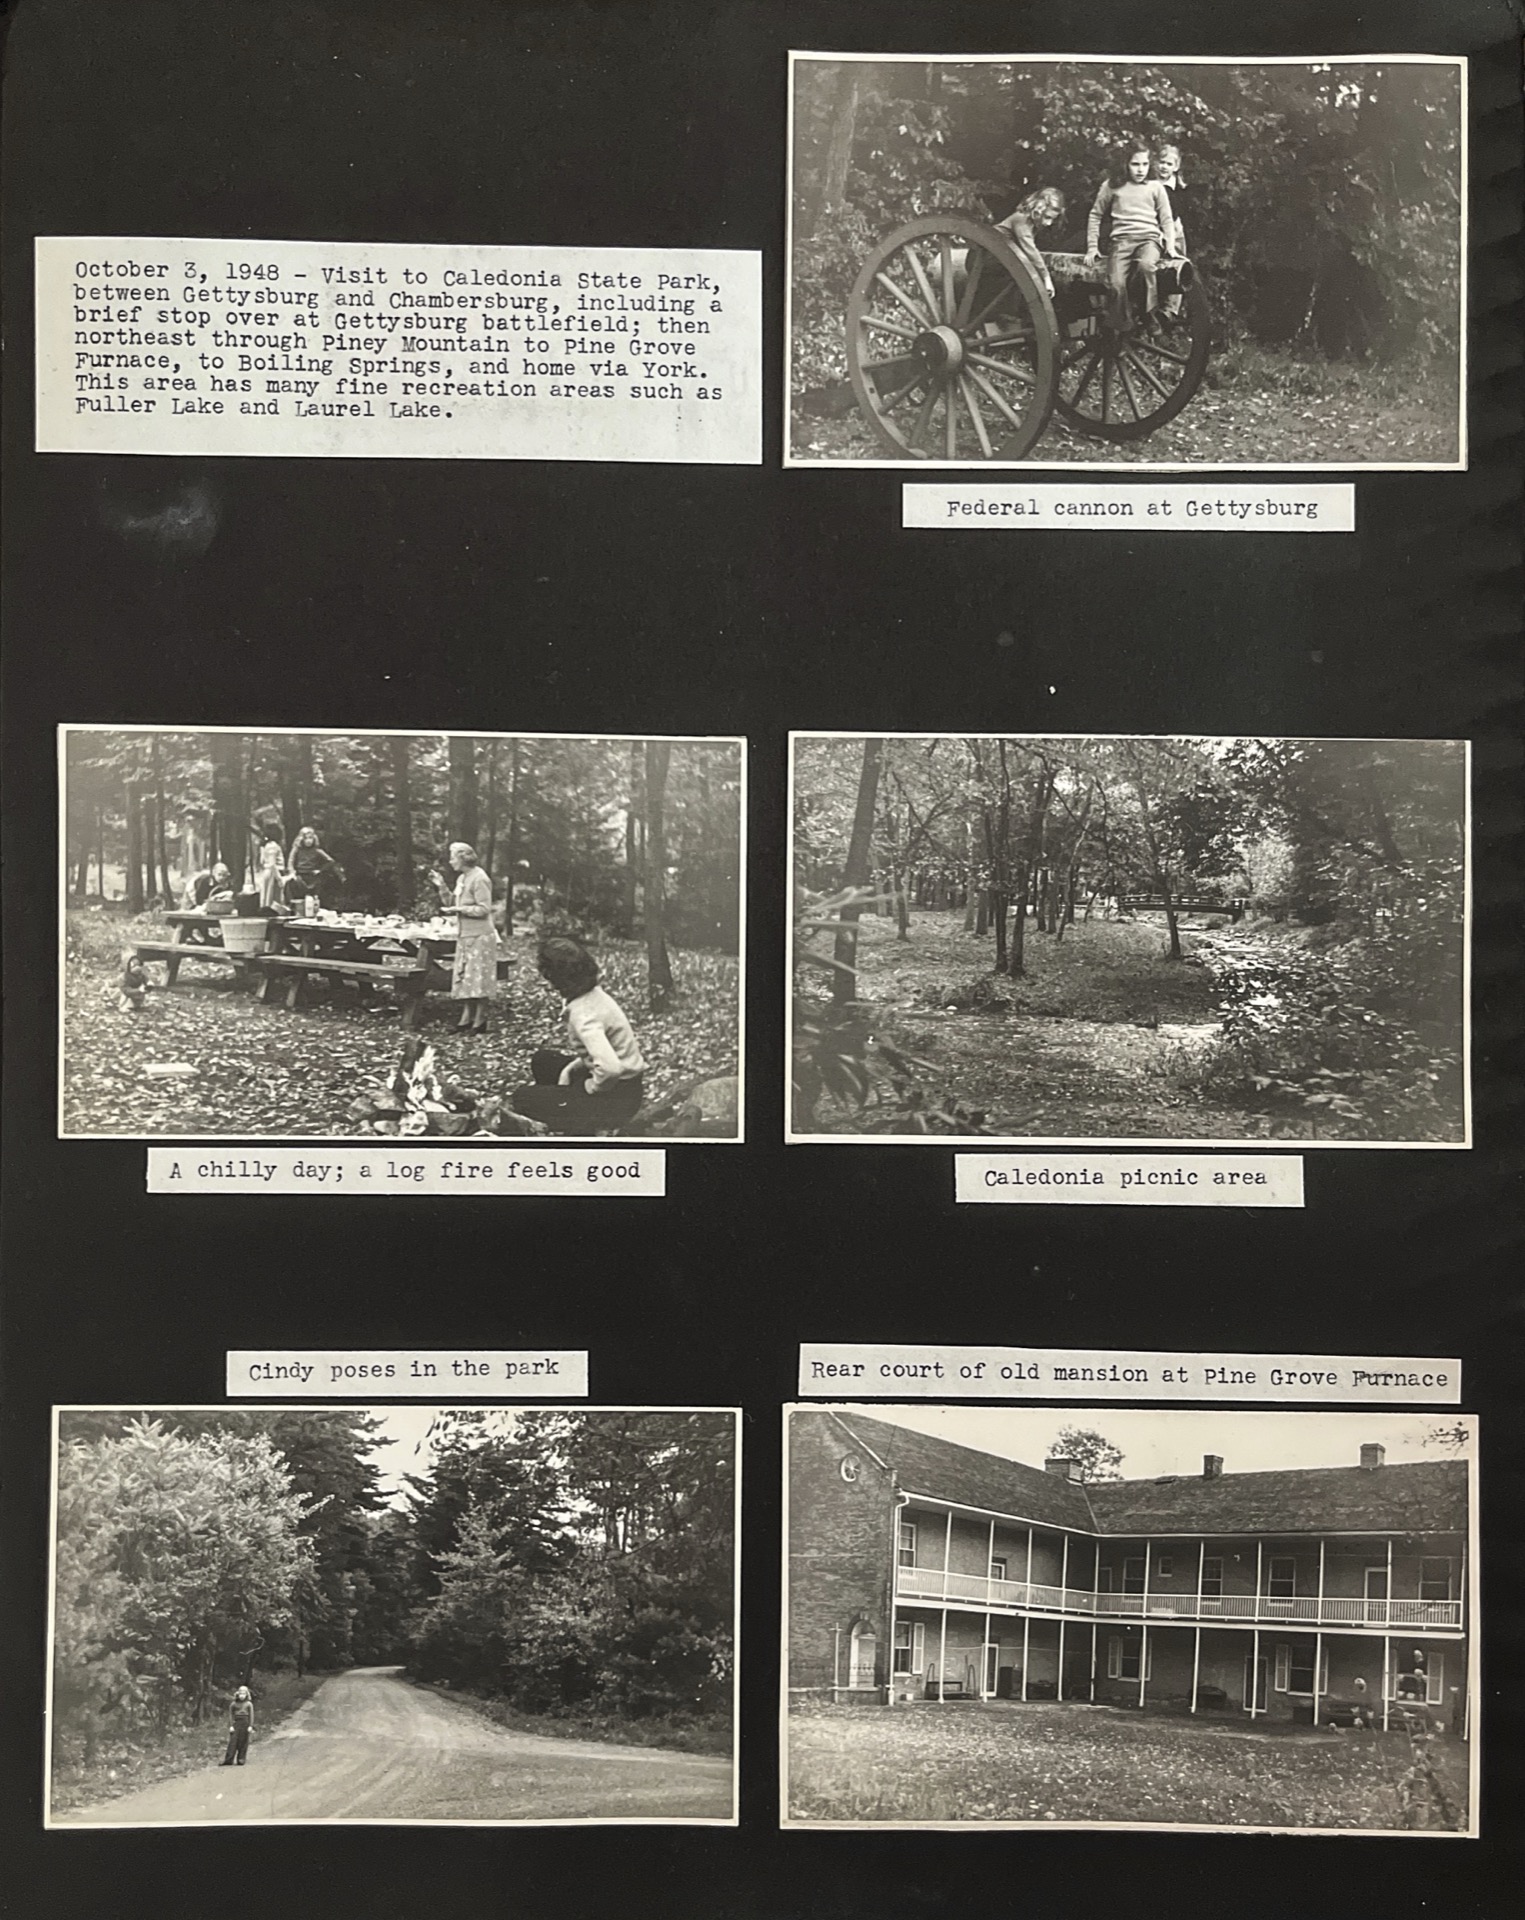 October 3, 1948 - Visit to Caledonia State Park,
between Gettysburg and Chambersburg, including a
brief stop over at Gettysburg battlefield; then
northeast through Piney Mountain to Pine Grove
Furnace, to Boiling Springs, and home via York.
This area has many fine recreation areas such as
Fuller Lake and Laurel Lake.
Federal cannon at Gettysburg
A chilly day; a log fire feels good
Caledonia picnic area
Cindy poses in the park
Rear court of old mansion at Pine Grove Furnace